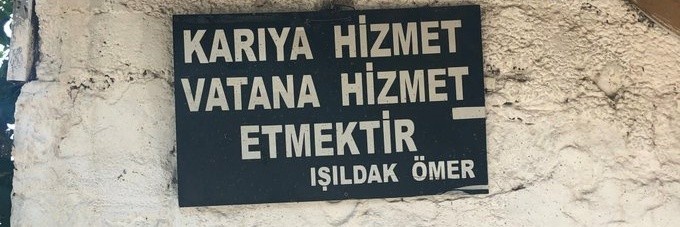 KARIYA HİZMET
VATANA HİZMET
ETMEKTİR
IŞILDAK ÖMER